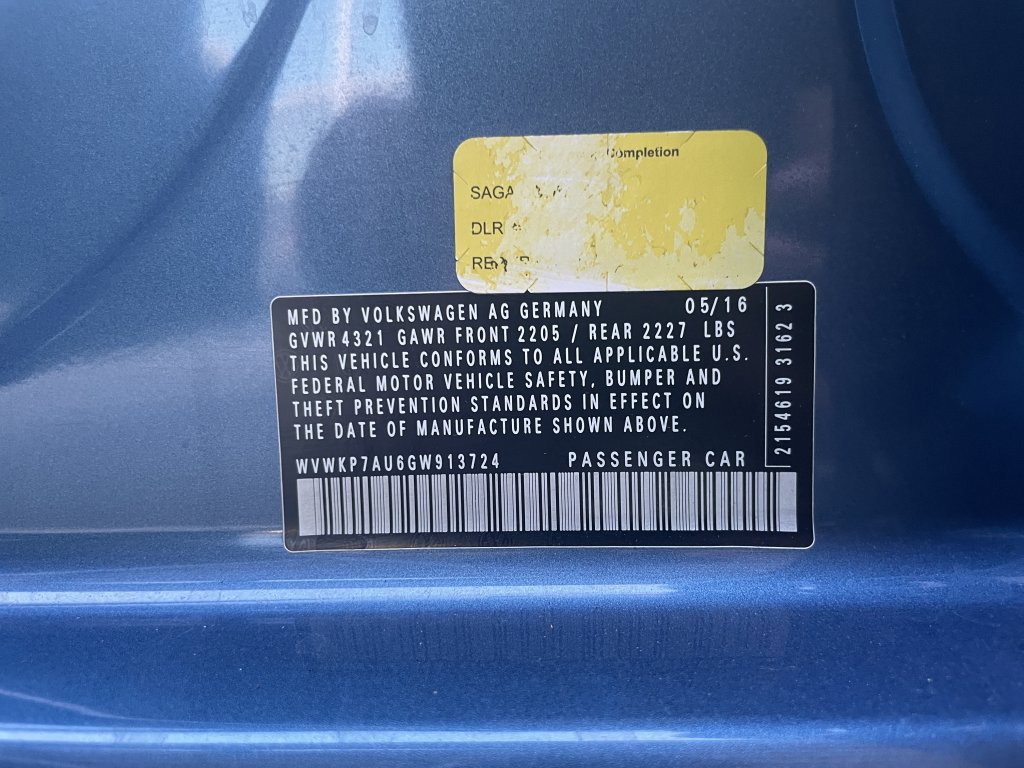 Completion
SAGA
DLR
MFD BY VOLKSWAGEN AG GERMANY 05/16
GVWR 4321 GAWR FRONT 2205 / REAR 2227 LBS
THIS VEHICLE CONFORMS TO ALL APPLICABLE U.S.
FEDERAL MOTOR VEHICLE SAFETY, BUMPER AND
THEFT PREVENTION STANDARDS IN EFFECT ON
THE DATE OF MANUFACTURE SHOWN ABOVE.
WVWKP7AU6GW913724 PASSENGER CAR
2154619 3162 3